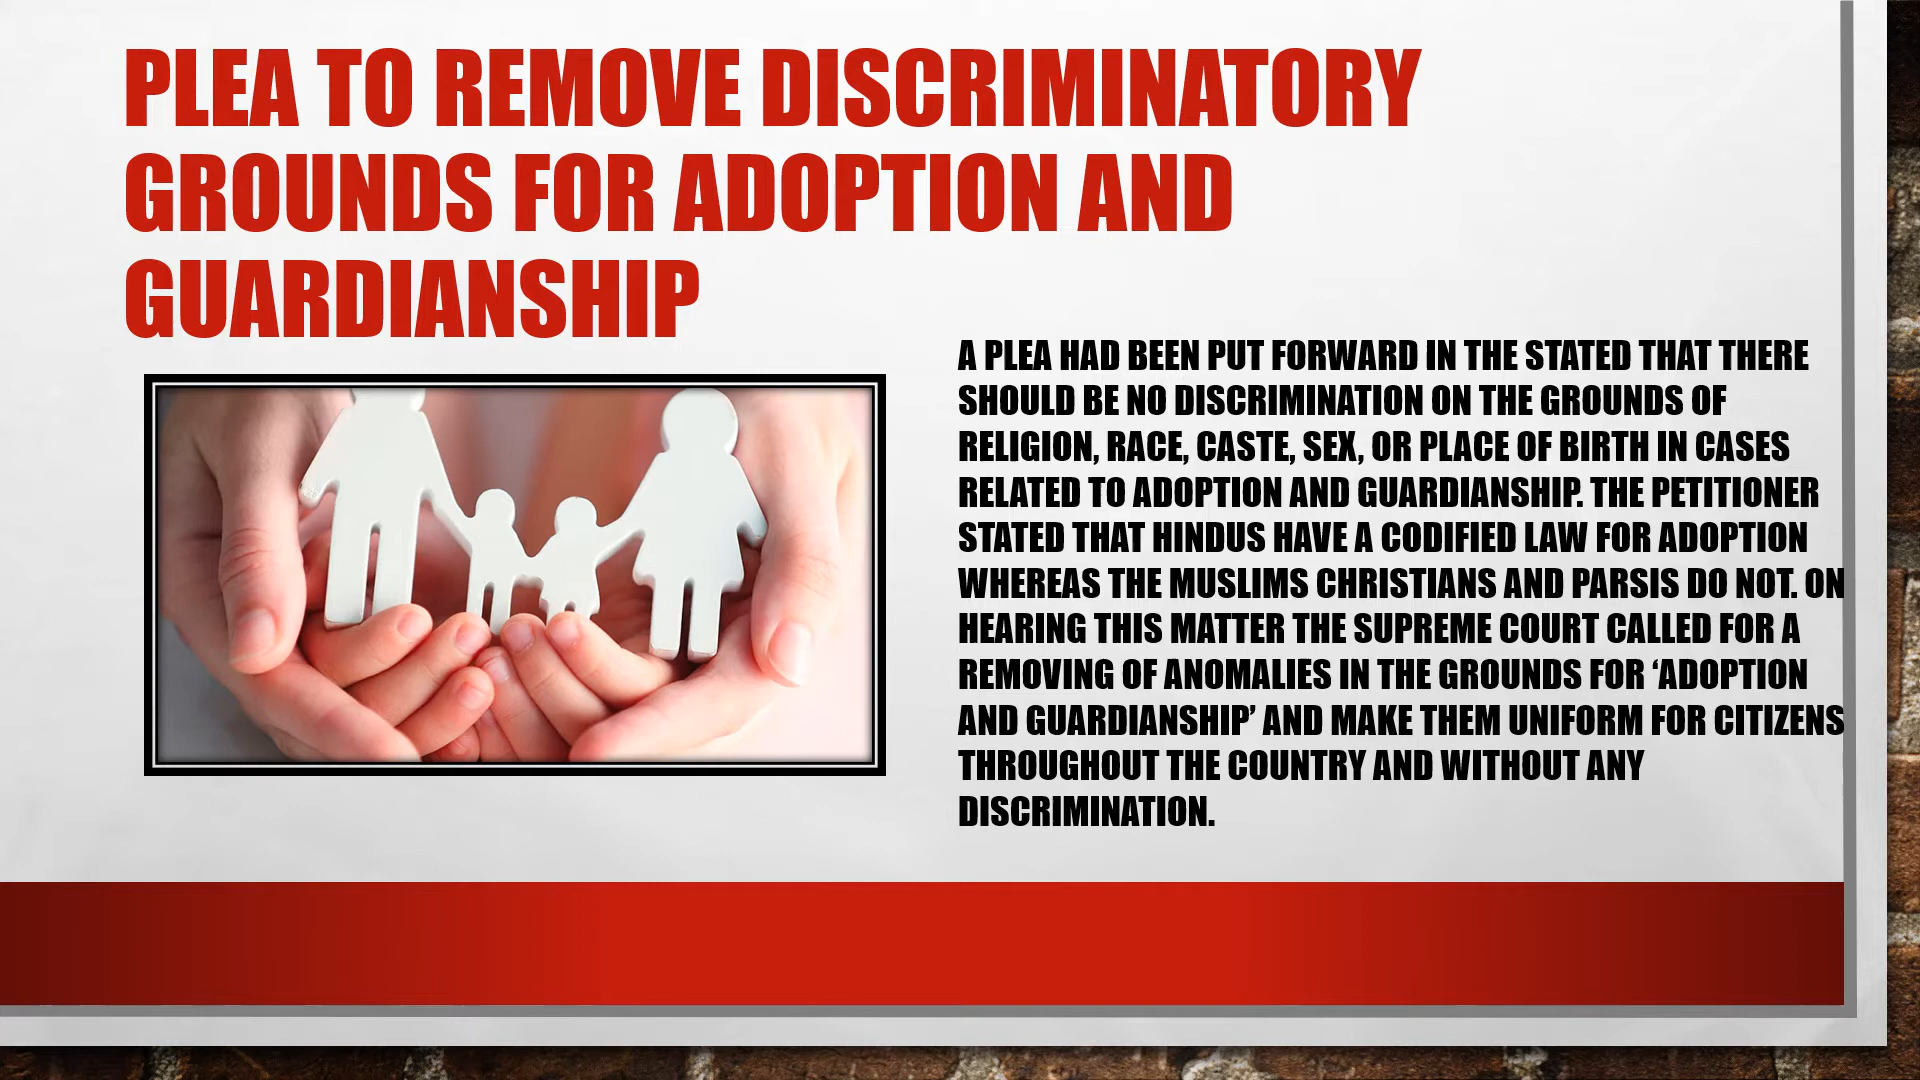 PLEA TO REMOVE DISCRIMINATORY
GROUNDS FOR ADOPTION AND
GUARDIANSHIP
A PLEA HAD BEEN PUT FORWARD IN THE STATED THAT THERE
SHOULD BE NO DISCRIMINATION ON THE GROUNDS OF
RELIGION, RACE, CASTE, SEX, OR PLACE OF BIRTH IN CASES
RELATED TO ADOPTION AND GUARDIANSHIP. THE PETITIONER
STATED THAT HINDUS HAVE A CODIFIED LAW FOR ADOPTION
WHEREAS THE MUSLIMS CHRISTIANS AND PARSIS DO NOT. ON
HEARING THIS MATTER THE SUPREME COURT CALLED FOR A
REMOVING OF ANOMALIES IN THE GROUNDS FOR ‘ADOPTION
AND GUARDIANSHIP’ AND MAKE THEM UNIFORM FOR CITIZENS
THROUGHOUT THE COUNTRY AND WITHOUT ANY
DISCRIMINATION.